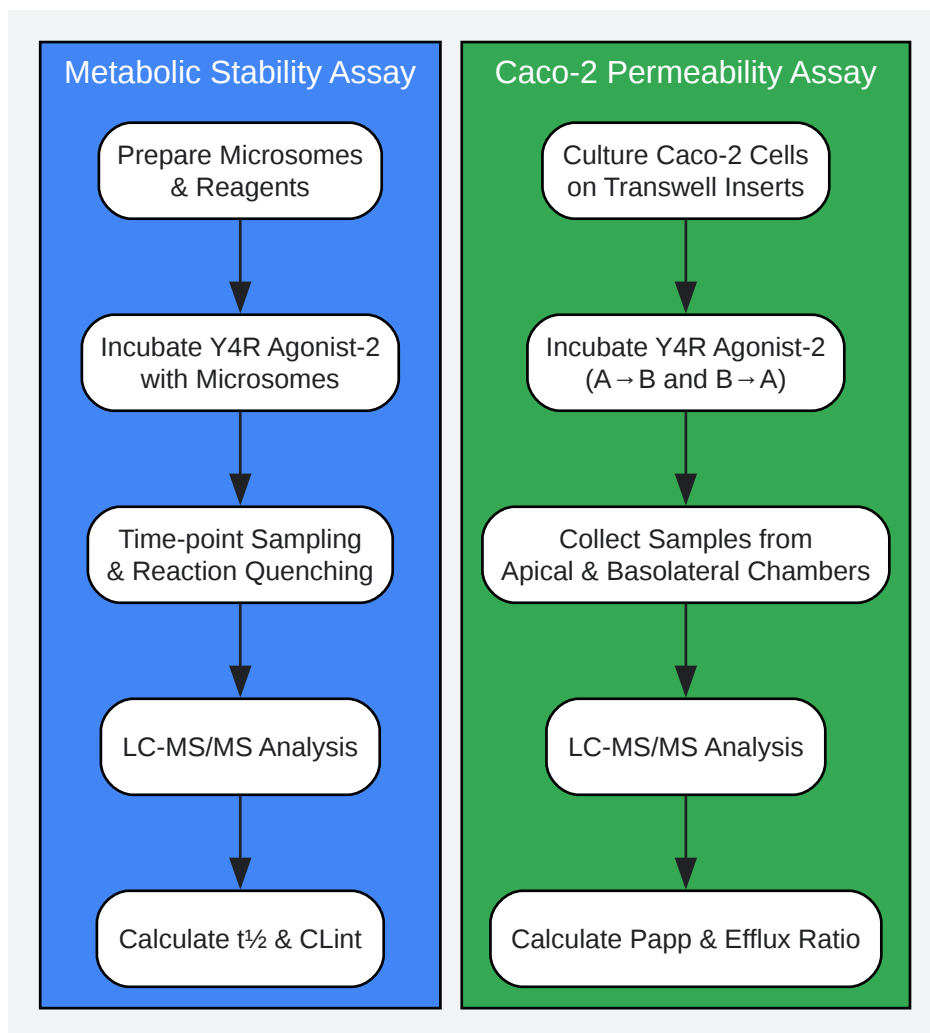 Metabolic Stability Assay
Prepare Microsomes
& Reagents
Incubate Y4R Agonist-2
with Microsomes
Time-point Sampling
& Reaction Quenching
LC-MS/MS Analysis
Calculate t½ & CLint
Caco-2 Permeability Assay
Culture Caco-2 Cells
on Transwell Inserts
Incubate Y4R Agonist-2
(A→B and B→A)
Collect Samples from
Apical & Basolateral Chambers
LC-MS/MS Analysis
Calculate Papp & Efflux Ratio